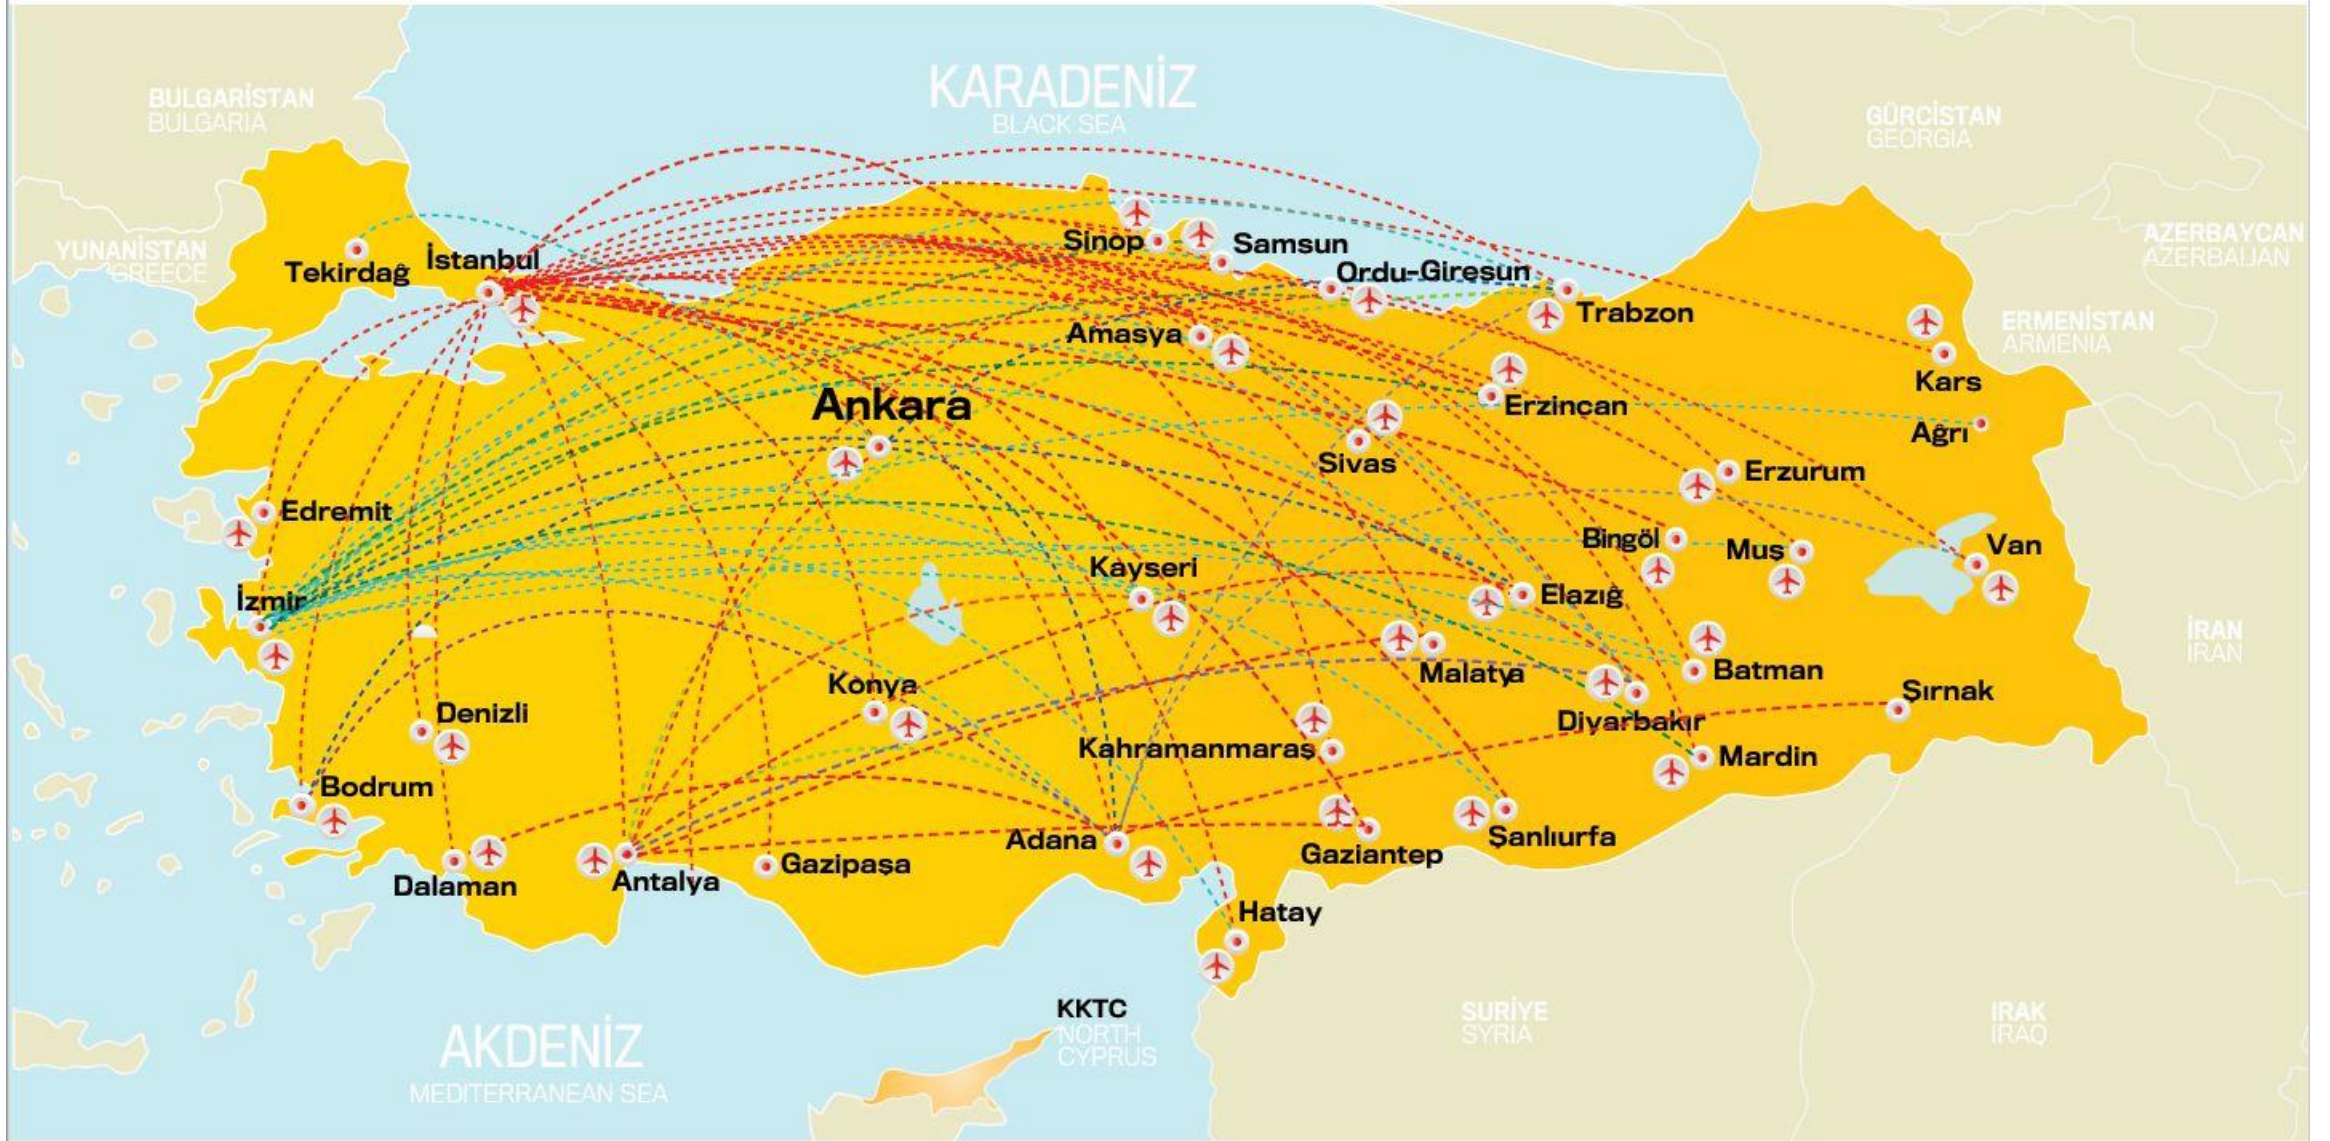 KARADENİZ
BLACK SEA
BULGARİSTAN
BULGARIA
GÜRCİSTAN
GEORGIA
YUNANİSTAN
GREECE
AZERBAYCAN
AZERBAIJAN
ERMENİSTAN
ARMENIA
Tekirdağ
İstanbul
Sinop
Samsun
Ordu-Giresun
Trabzon
Amasya
Kars
Ankara
Erzincan
Ağrı
Sivas
Erzurum
Edremit
Bingöl
Muş
Van
Kayseri
İzmir
Elazığ
İRAN
IRAN
Malatya
Batman
Konya
Şırnak
Denizli
Diyarbakır
Kahramanmaraş
Mardin
Bodrum
Adana
Gaziantep
Şanlıurfa
Gazipaşa
Dalaman
Antalya
Hatay
KKTC
NORTH
CYPRUS
SURİYE
SYRIA
IRAK
IRAQ
AKDENİZ
MEDITERRANEAN SEA